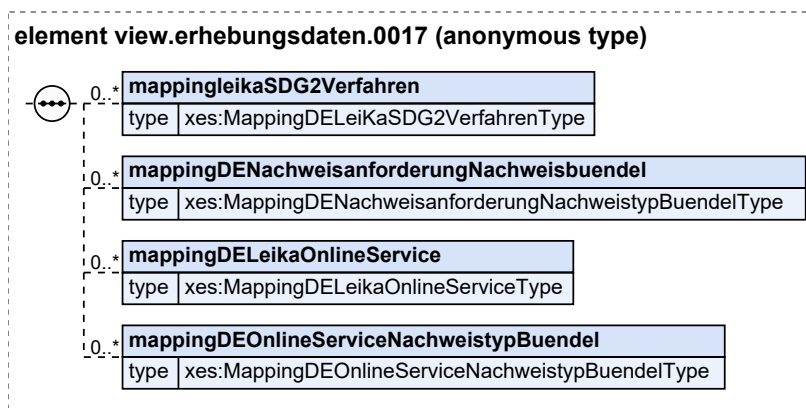 element view.erhebungsdaten.0017 (anonymous type)
0..* mappingleikaSDG2Verfahren
type xes:MappingDELeiKaSDG2VerfahrenType
0..* mappingDENachweisanforderungNachweisbuendel
type xes:MappingDENachweisanforderungNachweistypBuendelType
0..* mappingDELeikaOnlineService
type xes:MappingDELeikaOnlineServiceType
0..* mappingDEOnlineServiceNachweistypBuendel
type xes:MappingDEOnlineServiceNachweistypBuendelType